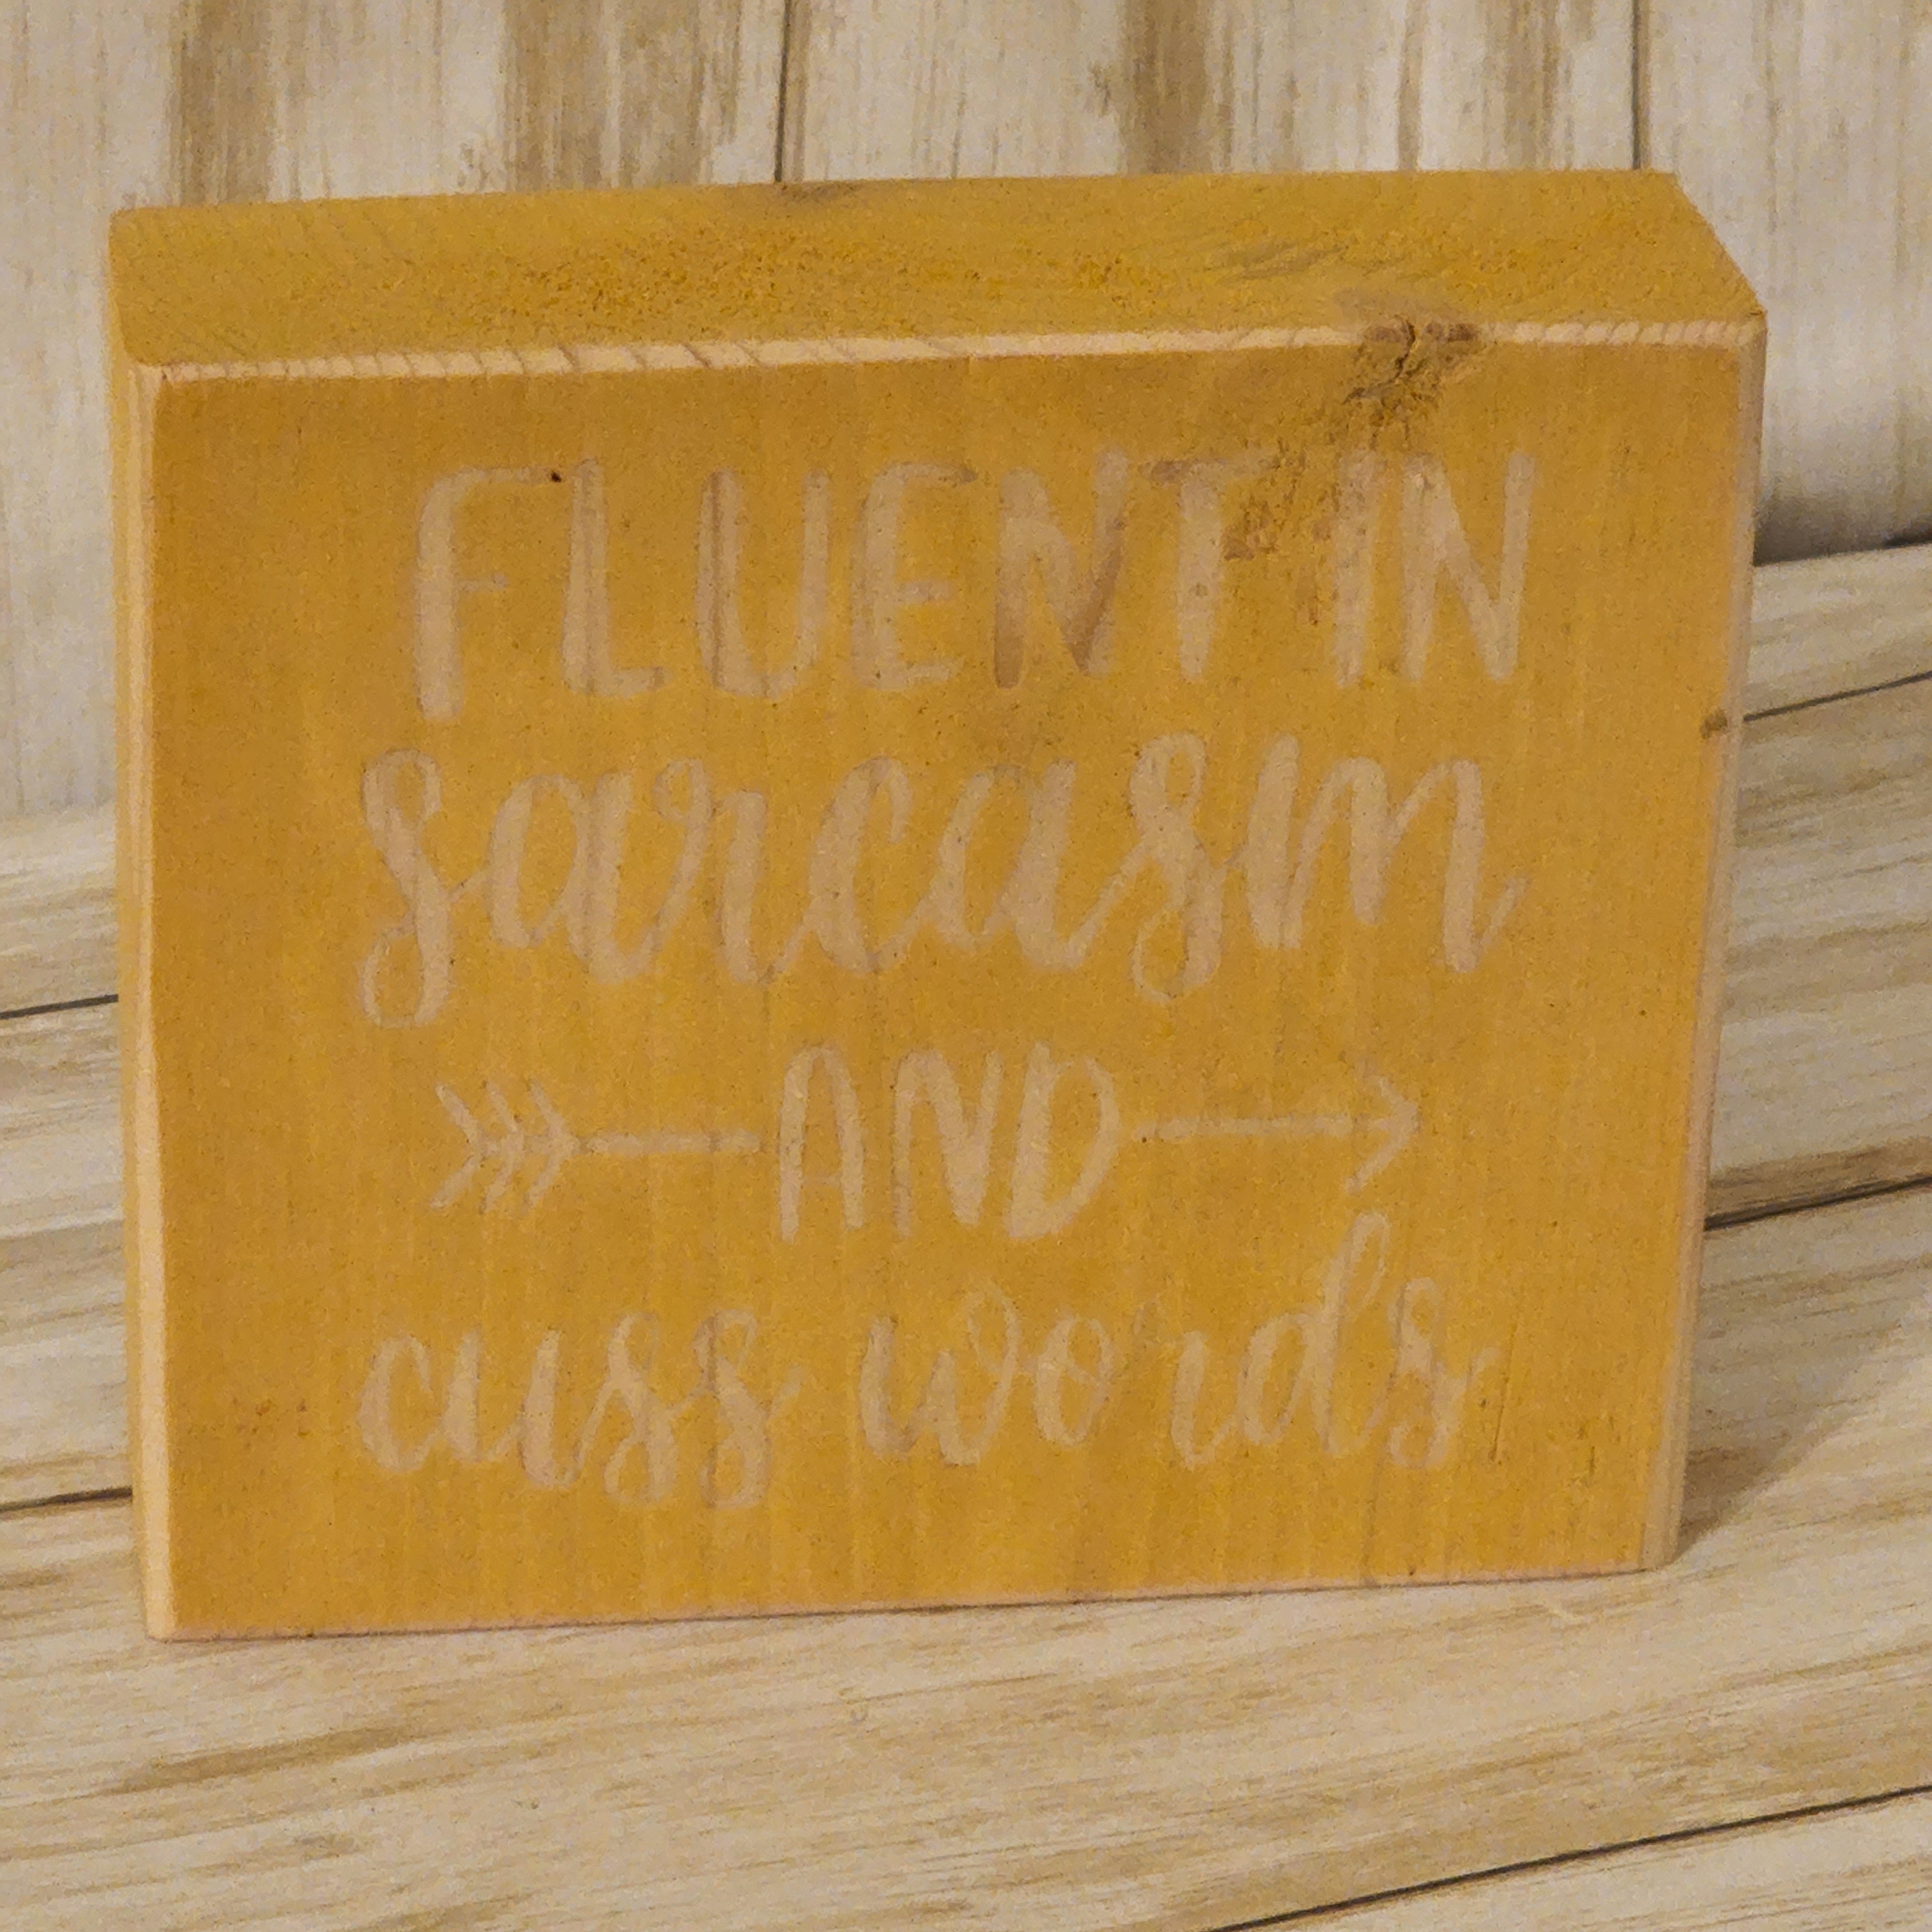 FLUENT IN
sarcasm
AND
cuss words